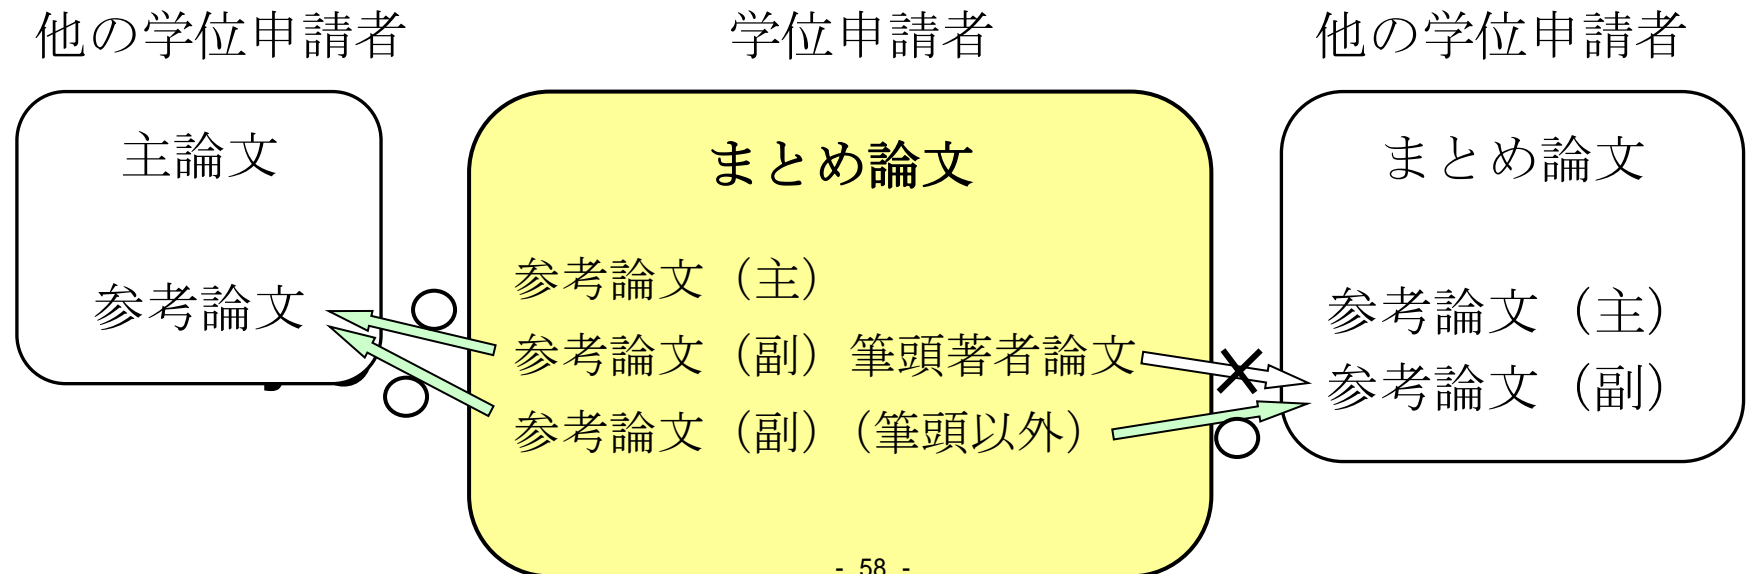 他の学位申請者
学位申請者
他の学位申請者
主論文
参考論文
まとめ論文
参考論文（主）
参考論文（副）筆頭著者論文
参考論文（副）（筆頭以外）
まとめ論文
参考論文（主）
参考論文（副）
- 58 -